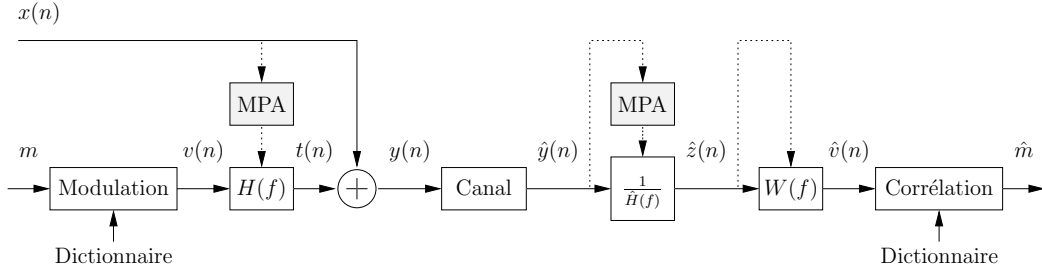 x(n)
MPA
MPA
m
v(n)
t(n)
y(n)
ŷ(n)
ẑ(n)
v̂(n)
m̂
Modulation
H(f)
+
Canal
1
Ĥ(f)
W(f)
Corrélation
Dictionnaire
Dictionnaire